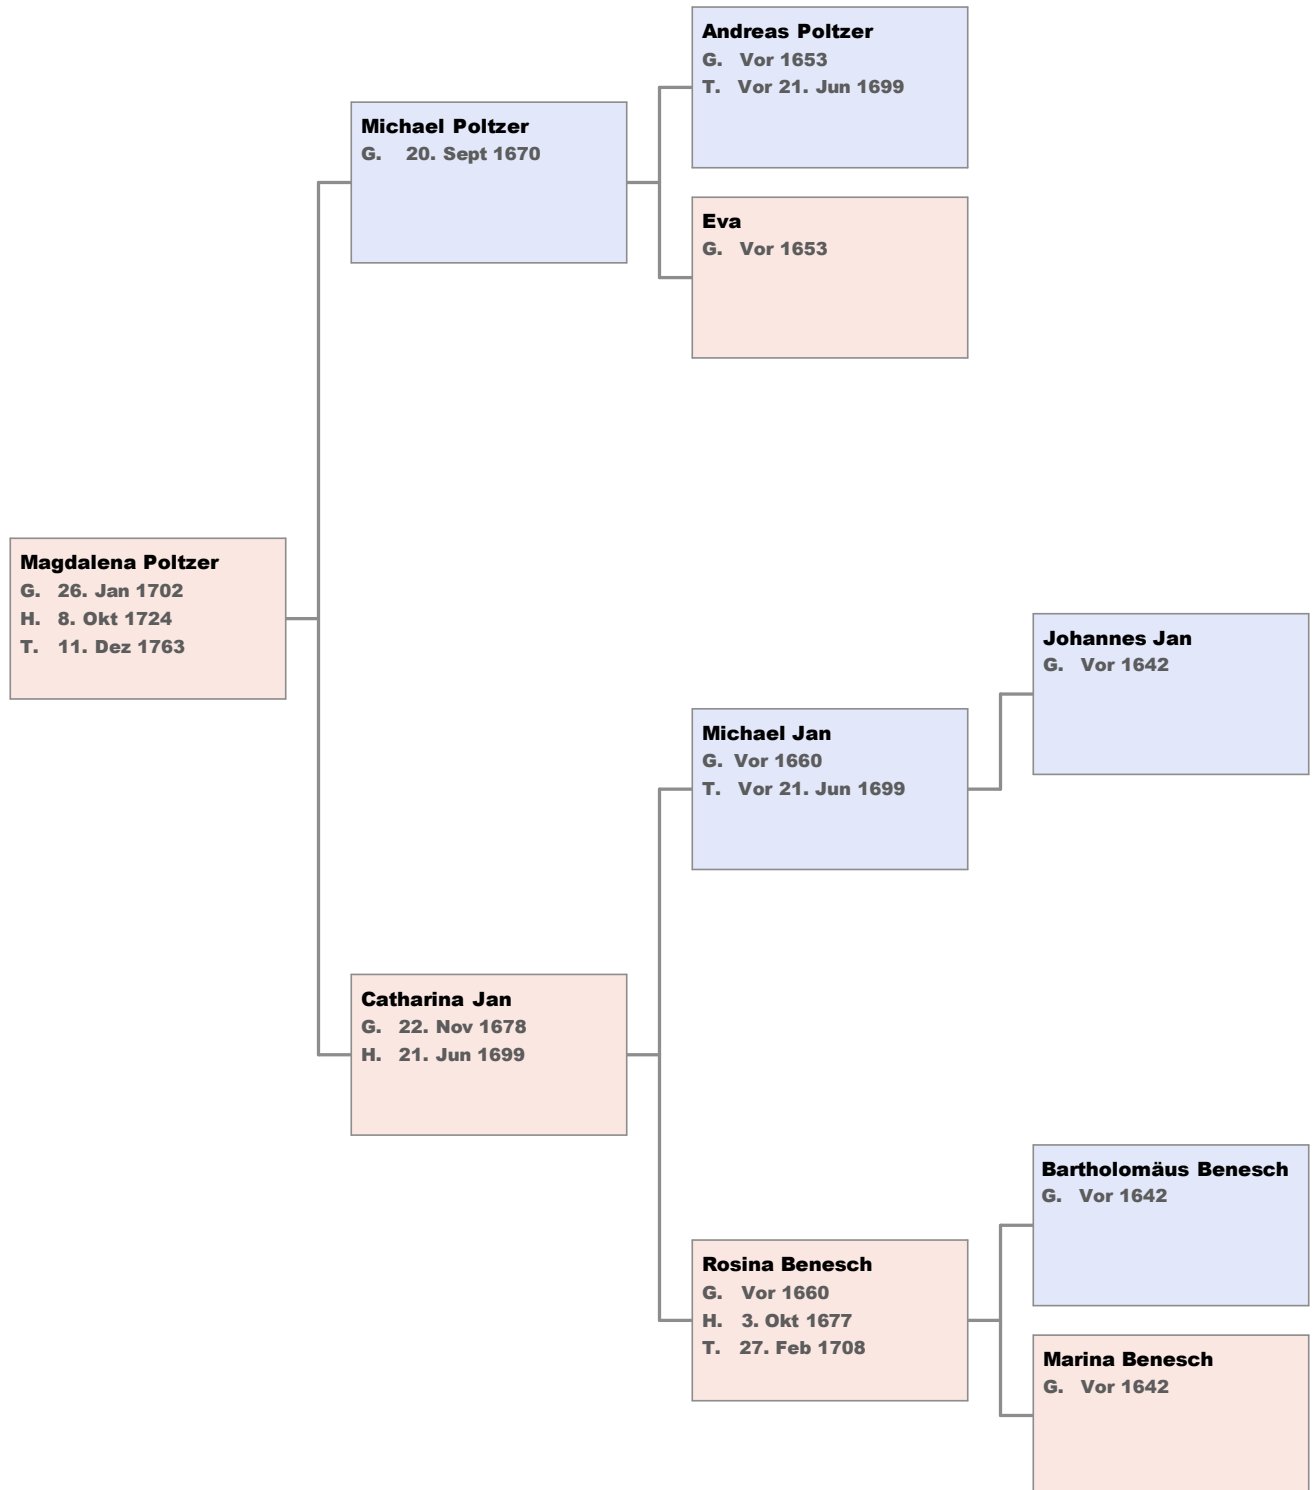 Andreas Poltzer
G. Vor 1653
T. Vor 21. Jun 1699
Michael Poltzer
G. 20. Sept 1670
Eva
G. Vor 1653
Magdalena Poltzer
G. 26. Jan 1702
H. 8. Okt 1724
T. 11. Dez 1763
Johannes Jan
G. Vor 1642
Michael Jan
G. Vor 1660
T. Vor 21. Jun 1699
Catharina Jan
G. 22. Nov 1678
H. 21. Jun 1699
Bartholomäus Benesch
G. Vor 1642
Rosina Benesch
G. Vor 1660
H. 3. Okt 1677
T. 27. Feb 1708
Marina Benesch
G. Vor 1642